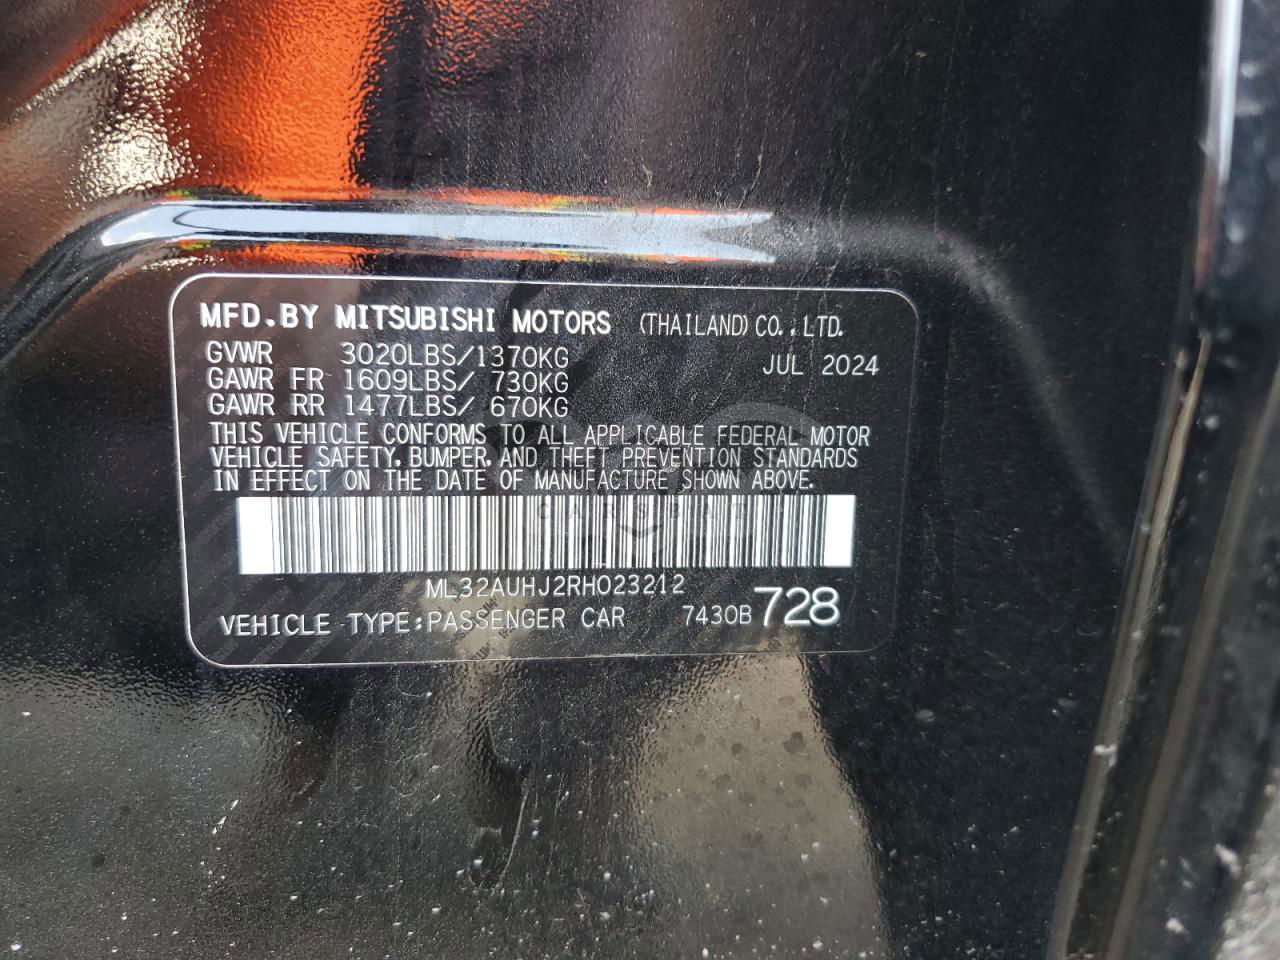 MFD.BY MITSUBISHI MOTORS (THAILAND) CO.,LTD.
GVWR 3020LBS/1370KG JUL 2024
GAWR FR 1609LBS/ 730KG
GAWR RR 1477LBS/ 670KG
THIS VEHICLE CONFORMS TO ALL APPLICABLE FEDERAL MOTOR
VEHICLE SAFETY, BUMPER, AND THEFT PREVENTION STANDARDS
IN EFFECT ON THE DATE OF MANUFACTURE SHOWN ABOVE.
ML32AUHJ2RH023212
VEHICLE TYPE:PASSENGER CAR 7430B 728